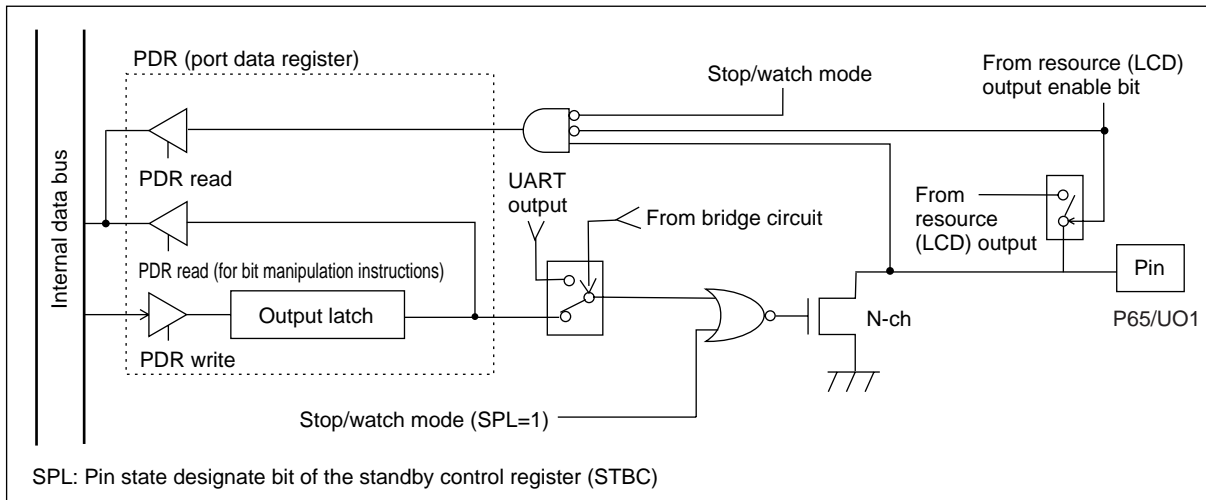 PDR (port data register)
Stop/watch mode
From resource (LCD)
output enable bit
Internal data bus
PDR read
UART
output
From bridge circuit
From
resource
(LCD) output
PDR read (for bit manipulation instructions)
Output latch
PDR write
N-ch
Pin
P65/UO1
Stop/watch mode (SPL=1)
SPL: Pin state designate bit of the standby control register (STBC)